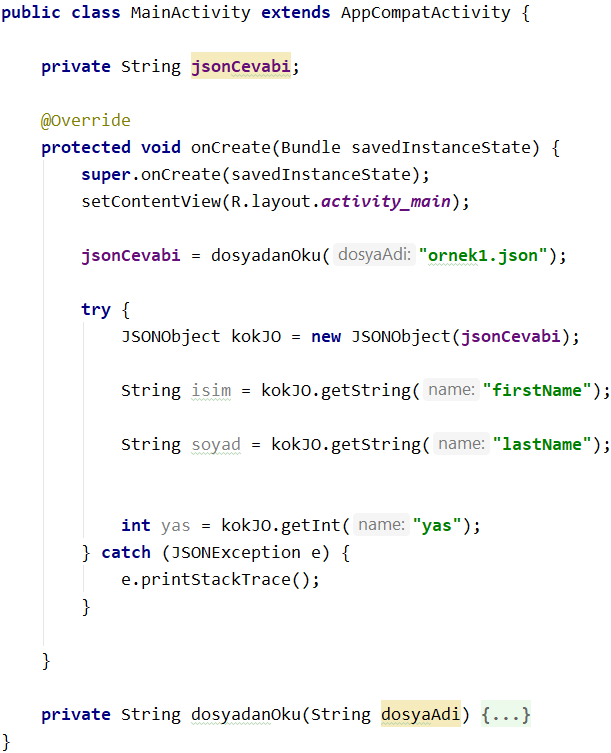 public class MainActivity extends AppCompatActivity {
private String jsonCevabi;
@Override
protected void onCreate(Bundle savedInstanceState) {
super.onCreate(savedInstanceState);
setContentView(R.layout.activity_main);
jsonCevabi = dosyadanOku( dosyaAdi: "ornek1.json");
try {
JSONObject kokJO = new JSONObject(jsonCevabi);
String isim = kokJO.getString( name: "firstName");
String soyad = kokJO.getString( name: "lastName");
int yas = kokJO.getInt( name: "yas");
} catch (JSONException e) {
e.printStackTrace();
}
}
private String dosyadanOku(String dosyaAdi) {...}
}